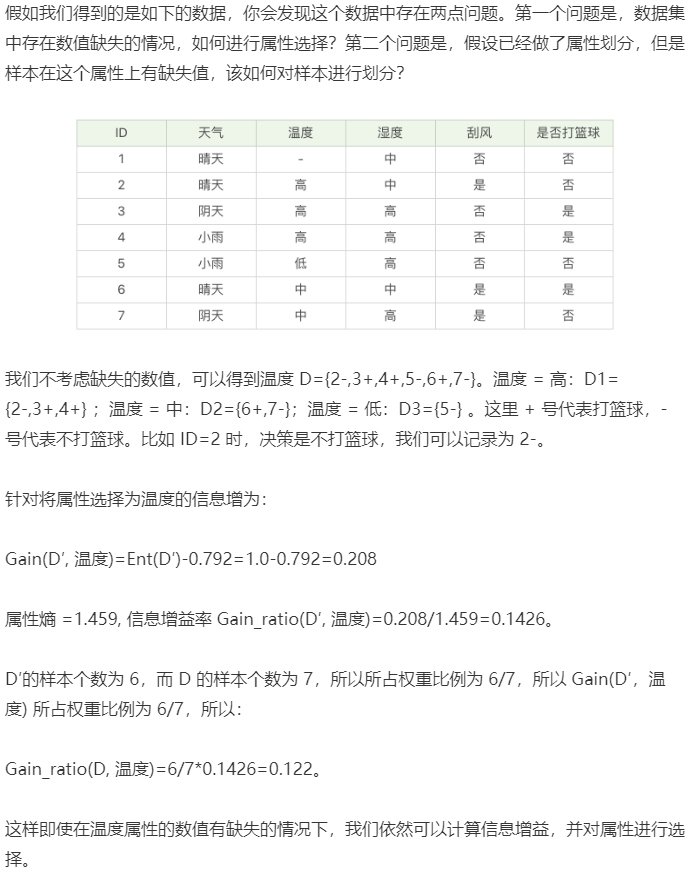 假如我们得到的是如下的数据，你会发现这个数据中存在两点问题。第一个问题是，数据集
中存在数值缺失的情况，如何进行属性选择？第二个问题是，假设已经做了属性划分，但是
样本在这个属性上有缺失值，该如何对样本进行划分？
ID 天气 温度 湿度 刮风 是否打篮球
1 晴天 - 中 否 否
2 晴天 高 中 是 否
3 阴天 高 高 否 是
4 小雨 高 高 否 是
5 小雨 低 高 否 否
6 晴天 中 中 是 是
7 阴天 中 高 是 否
我们不考虑缺失的数值，可以得到温度 D={2-,3+,4+,5-,6+,7-}。温度 = 高：D1=
{2-,3+,4+} ；温度 = 中：D2={6+,7-}；温度 = 低：D3={5-} 。这里 + 号代表打篮球，-
号代表不打篮球。比如 ID=2 时，决策是不打篮球，我们可以记录为 2-。
针对将属性选择为温度的信息增为：
Gain(D′, 温度)=Ent(D′)-0.792=1.0-0.792=0.208
属性熵 =1.459, 信息增益率 Gain_ratio(D′, 温度)=0.208/1.459=0.1426。
D′的样本个数为 6，而 D 的样本个数为 7，所以所占权重比例为 6/7，所以 Gain(D′，温
度) 所占权重比例为 6/7，所以：
Gain_ratio(D, 温度)=6/7*0.1426=0.122。
这样即使在温度属性的数值有缺失的情况下，我们依然可以计算信息增益，并对属性进行选
择。